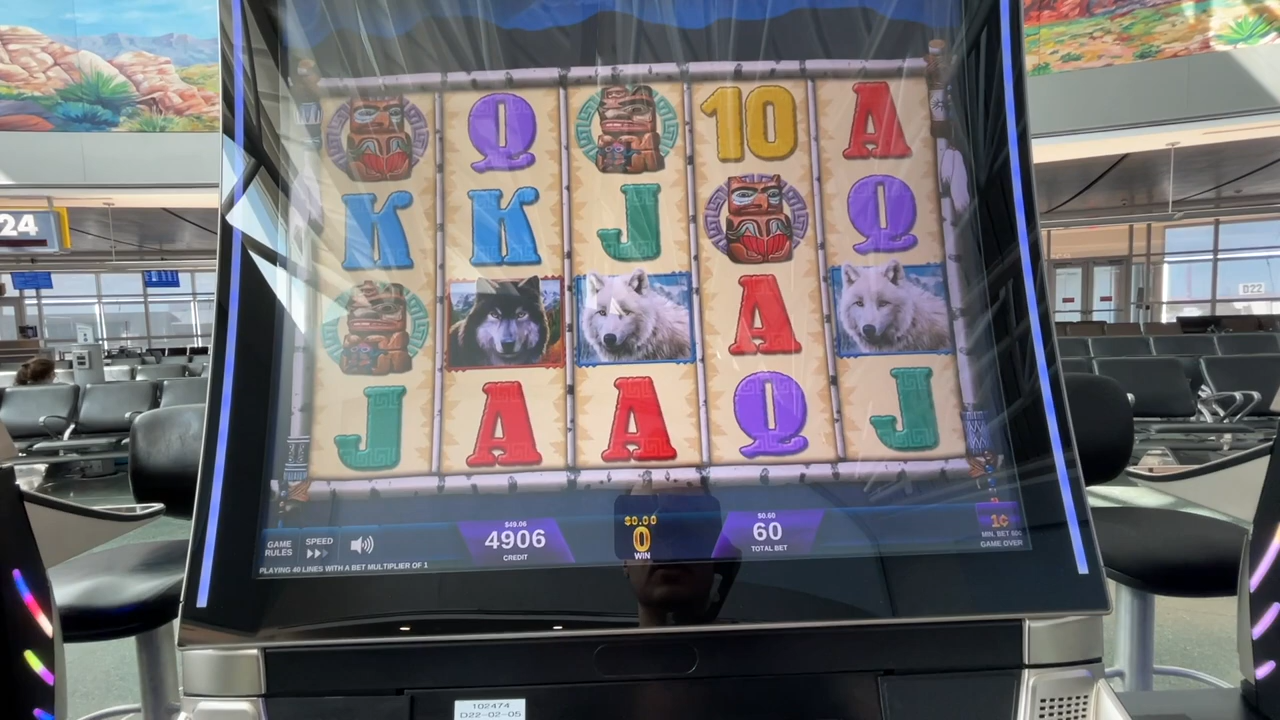 Q 10 A
K K J Q
A
J A A Q J
24
D22
GAME RULES
SPEED
$49.06
4906
CREDIT
$0.00
0
WIN
$0.60
60
TOTAL BET
1¢
MIN. BET 60¢
GAME OVER
PLAYING 40 LINES WITH A BET MULTIPLIER OF 1
102474
D22-02-05